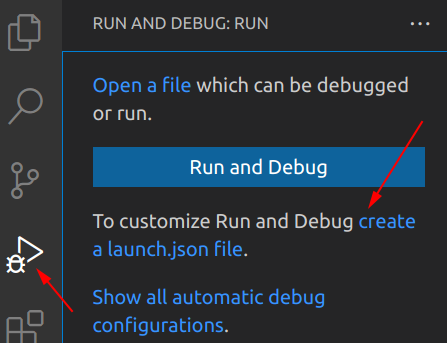 RUN AND DEBUG: RUN
Open a file which can be debugged
or run.
Run and Debug
To customize Run and Debug create
a launch.json file.
Show all automatic debug
configurations.